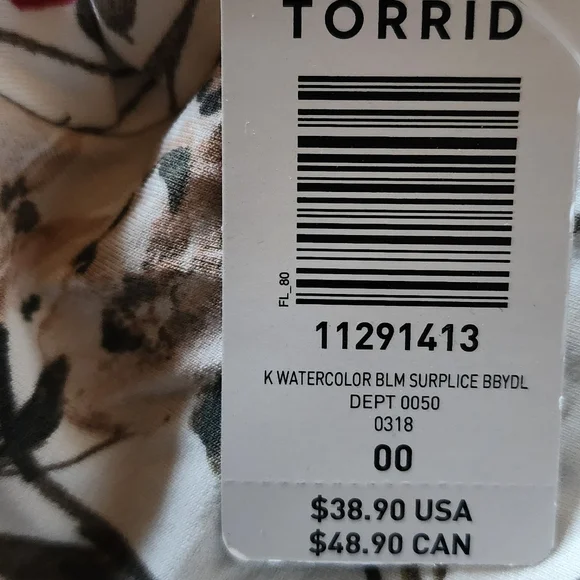 TORRID
FL_80
11291413
K WATERCOLOR BLM SURPLICE BBYDL
DEPT 0050
0318
00
$38.90 USA
$48.90 CAN